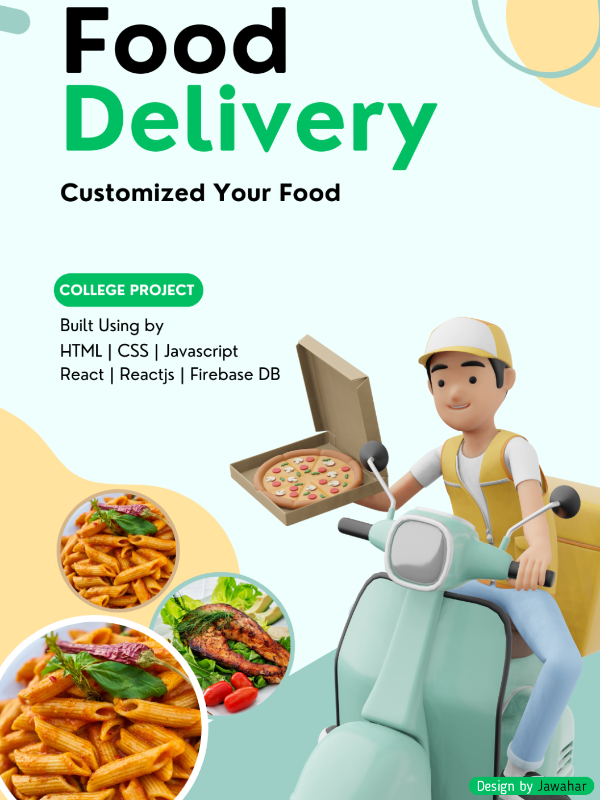 Food
Delivery
Customized Your Food
COLLEGE PROJECT
Built Using by
HTML | CSS | Javascript
React | Reactjs | Firebase DB
Design by Jawahar